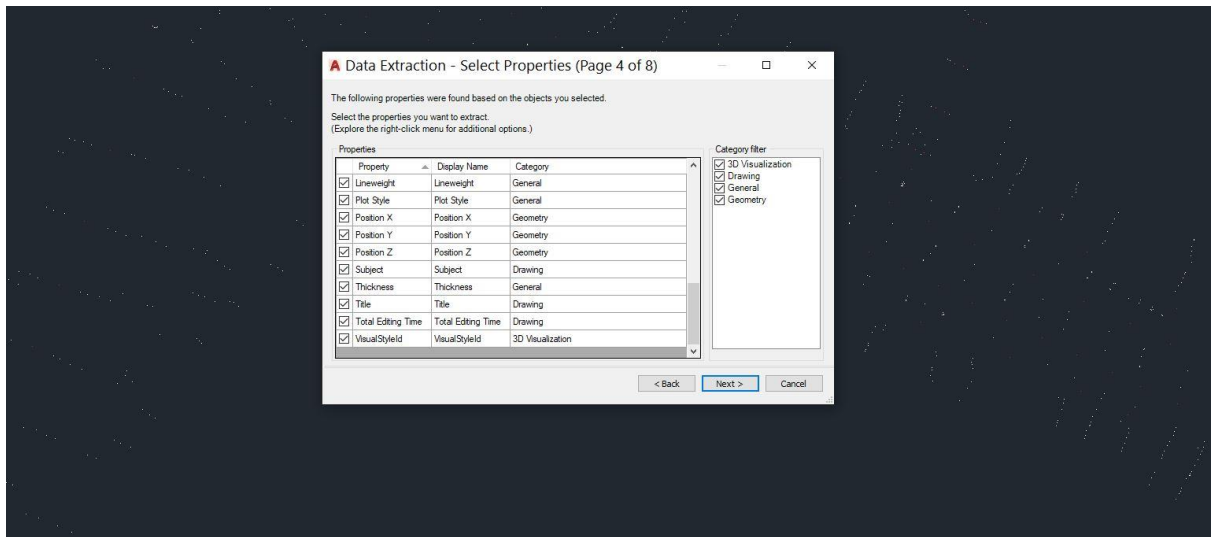 A Data Extraction - Select Properties (Page 4 of 8)
The following properties were found based on the objects you selected.
Select the properties you want to extract.
(Explore the right-click menu for additional options.)
Properties
Property Display Name Category
Lineweight Lineweight General
Plot Style Plot Style General
Position X Position X Geometry
Position Y Position Y Geometry
Position Z Position Z Geometry
Subject Subject Drawing
Thickness Thickness General
Title Title Drawing
Total Editing Time Total Editing Time Drawing
VisualStyleId VisualStyleId 3D Visualization
Category filter
3D Visualization
Drawing
General
Geometry
< Back Next > Cancel